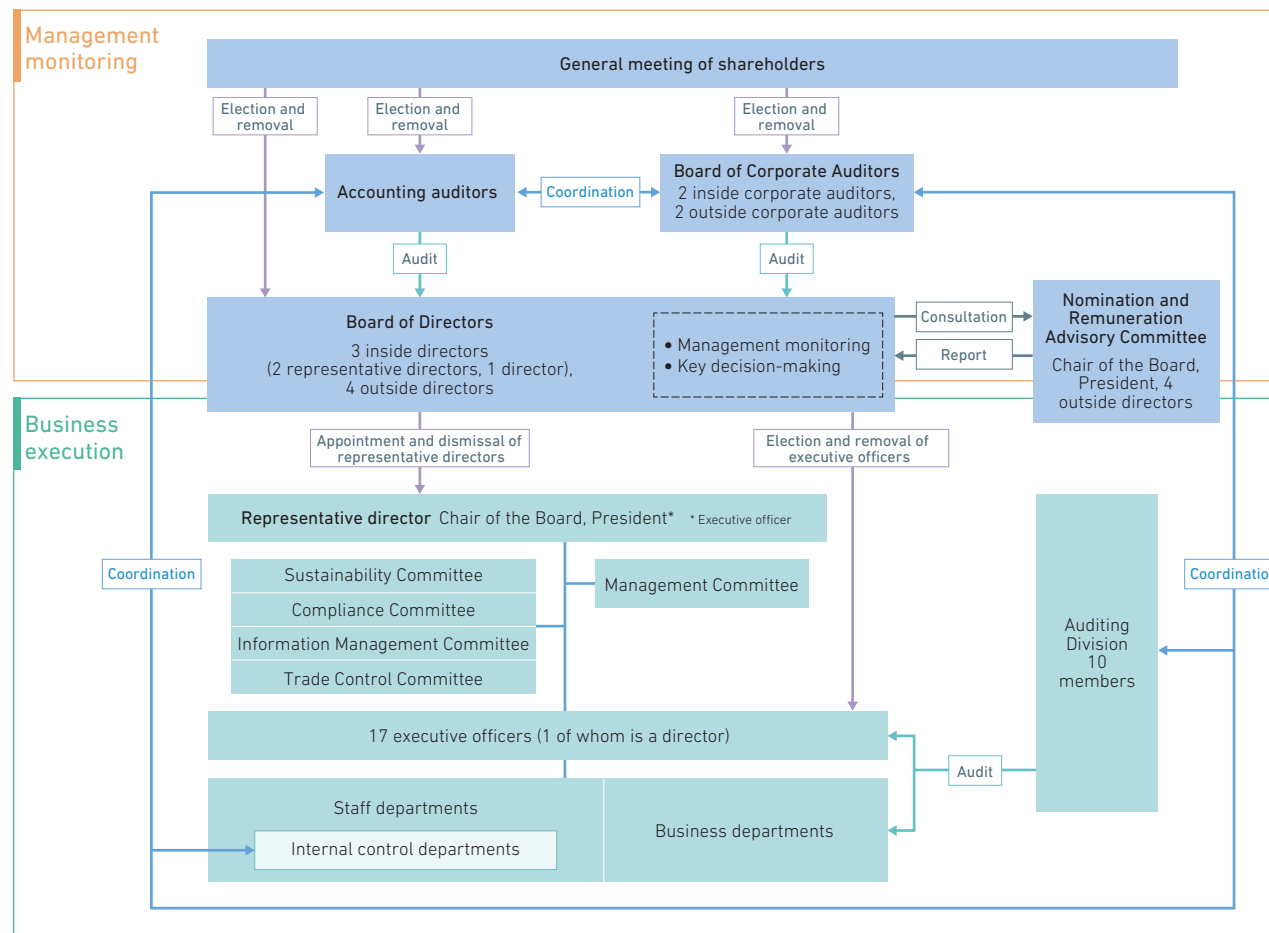 Management
monitoring
General meeting of shareholders
Election and
removal
Election and
removal
Election and
removal
Accounting auditors
Coordination
Board of Corporate Auditors
2 inside corporate auditors,
2 outside corporate auditors
Audit
Audit
Board of Directors
3 inside directors
(2 representative directors, 1 director),
4 outside directors
• Management monitoring
• Key decision-making
Consultation
Report
Nomination and
Remuneration
Advisory Committee
Chair of the Board,
President, 4
outside directors
Business
execution
Appointment and dismissal of
representative directors
Election and removal of
executive officers
Representative director Chair of the Board, President* * Executive officer
Coordination
Sustainability Committee
Compliance Committee
Information Management Committee
Trade Control Committee
Management Committee
Auditing
Division
10
members
Coordinatio
17 executive officers (1 of whom is a director)
Audit
Staff departments
Internal control departments
Business departments